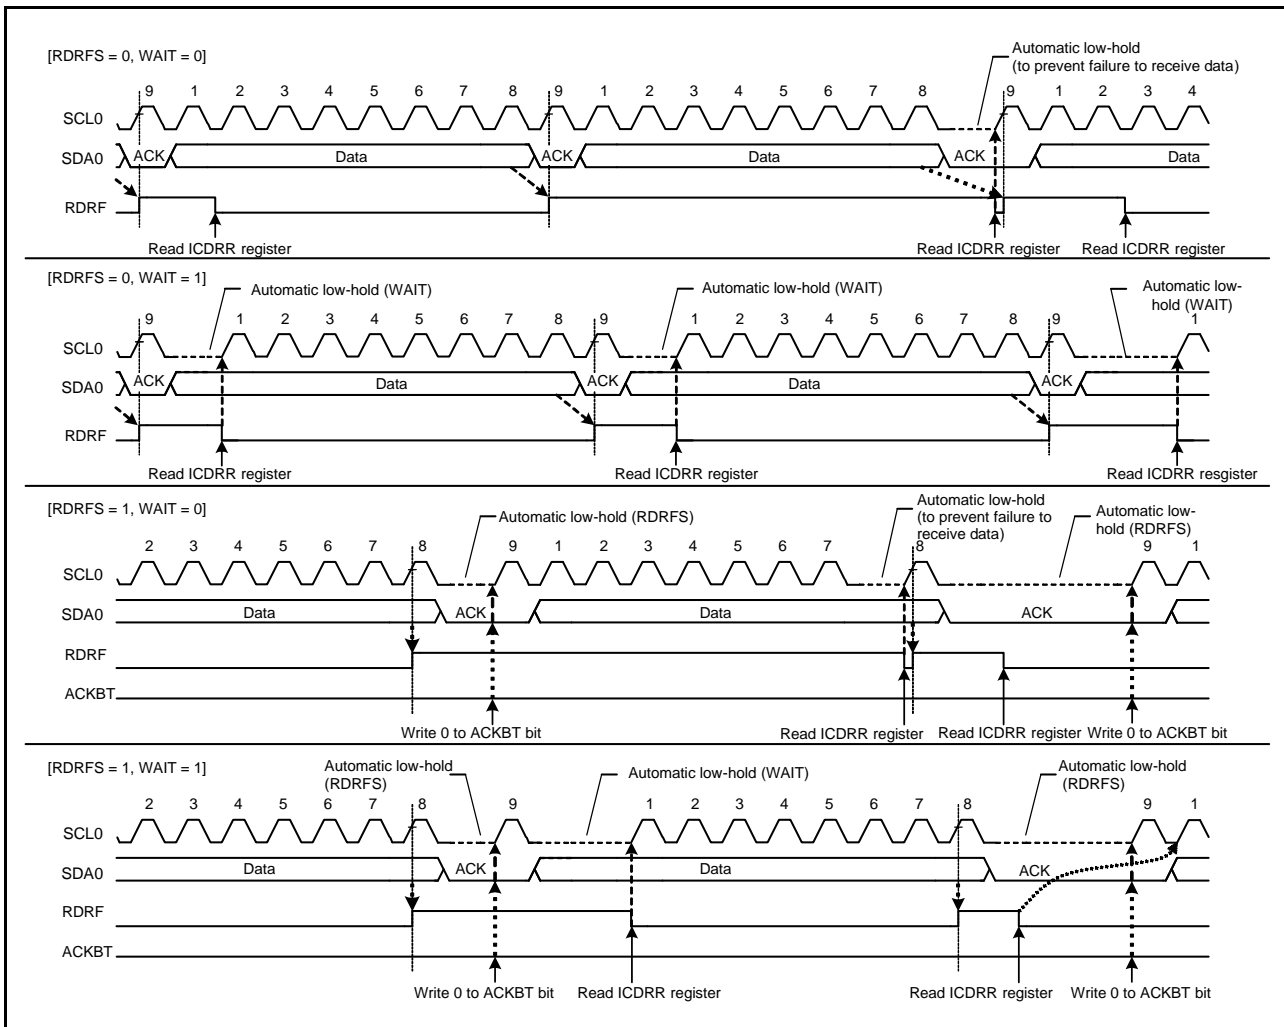 [RDRFS = 0, WAIT = 0]
Automatic low-hold
(to prevent failure to receive data)
9 1 2 3 4 5 6 7 8 9 1 2 3 4 5 6 7 8 9 1 2 3 4
SCL0
SDA0 ACK Data ACK Data ACK Data
RDRF
Read ICDRR register Read ICDRR register Read ICDRR register
[RDRFS = 0, WAIT = 1]
Automatic low-hold (WAIT) Automatic low-hold (WAIT) Automatic low-
hold (WAIT)
9 1 2 3 4 5 6 7 8 9 1 2 3 4 5 6 7 8 9 1
SCL0
SDA0 ACK Data ACK Data ACK
RDRF
Read ICDRR register Read ICDRR register Read ICDRR resgister
[RDRFS = 1, WAIT = 0]
Automatic low-hold (RDRFS) Automatic low-hold
(to prevent failure to
receive data)
Automatic low-
hold (RDRFS)
2 3 4 5 6 7 8 9 1 2 3 4 5 6 7 8 9 1
SCL0
SDA0 Data ACK Data ACK
RDRF
ACKBT
Write 0 to ACKBT bit Read ICDRR register Read ICDRR register Write 0 to ACKBT bit
[RDRFS = 1, WAIT = 1]
Automatic low-hold
(RDRFS)
Automatic low-hold (WAIT)
Automatic low-hold
(RDRFS)
2 3 4 5 6 7 8 9 1 2 3 4 5 6 7 8 9 1
SCL0
SDA0 Data ACK Data ACK
RDRF
ACKBT
Write 0 to ACKBT bit Read ICDRR register Read ICDRR register Write 0 to ACKBT bit